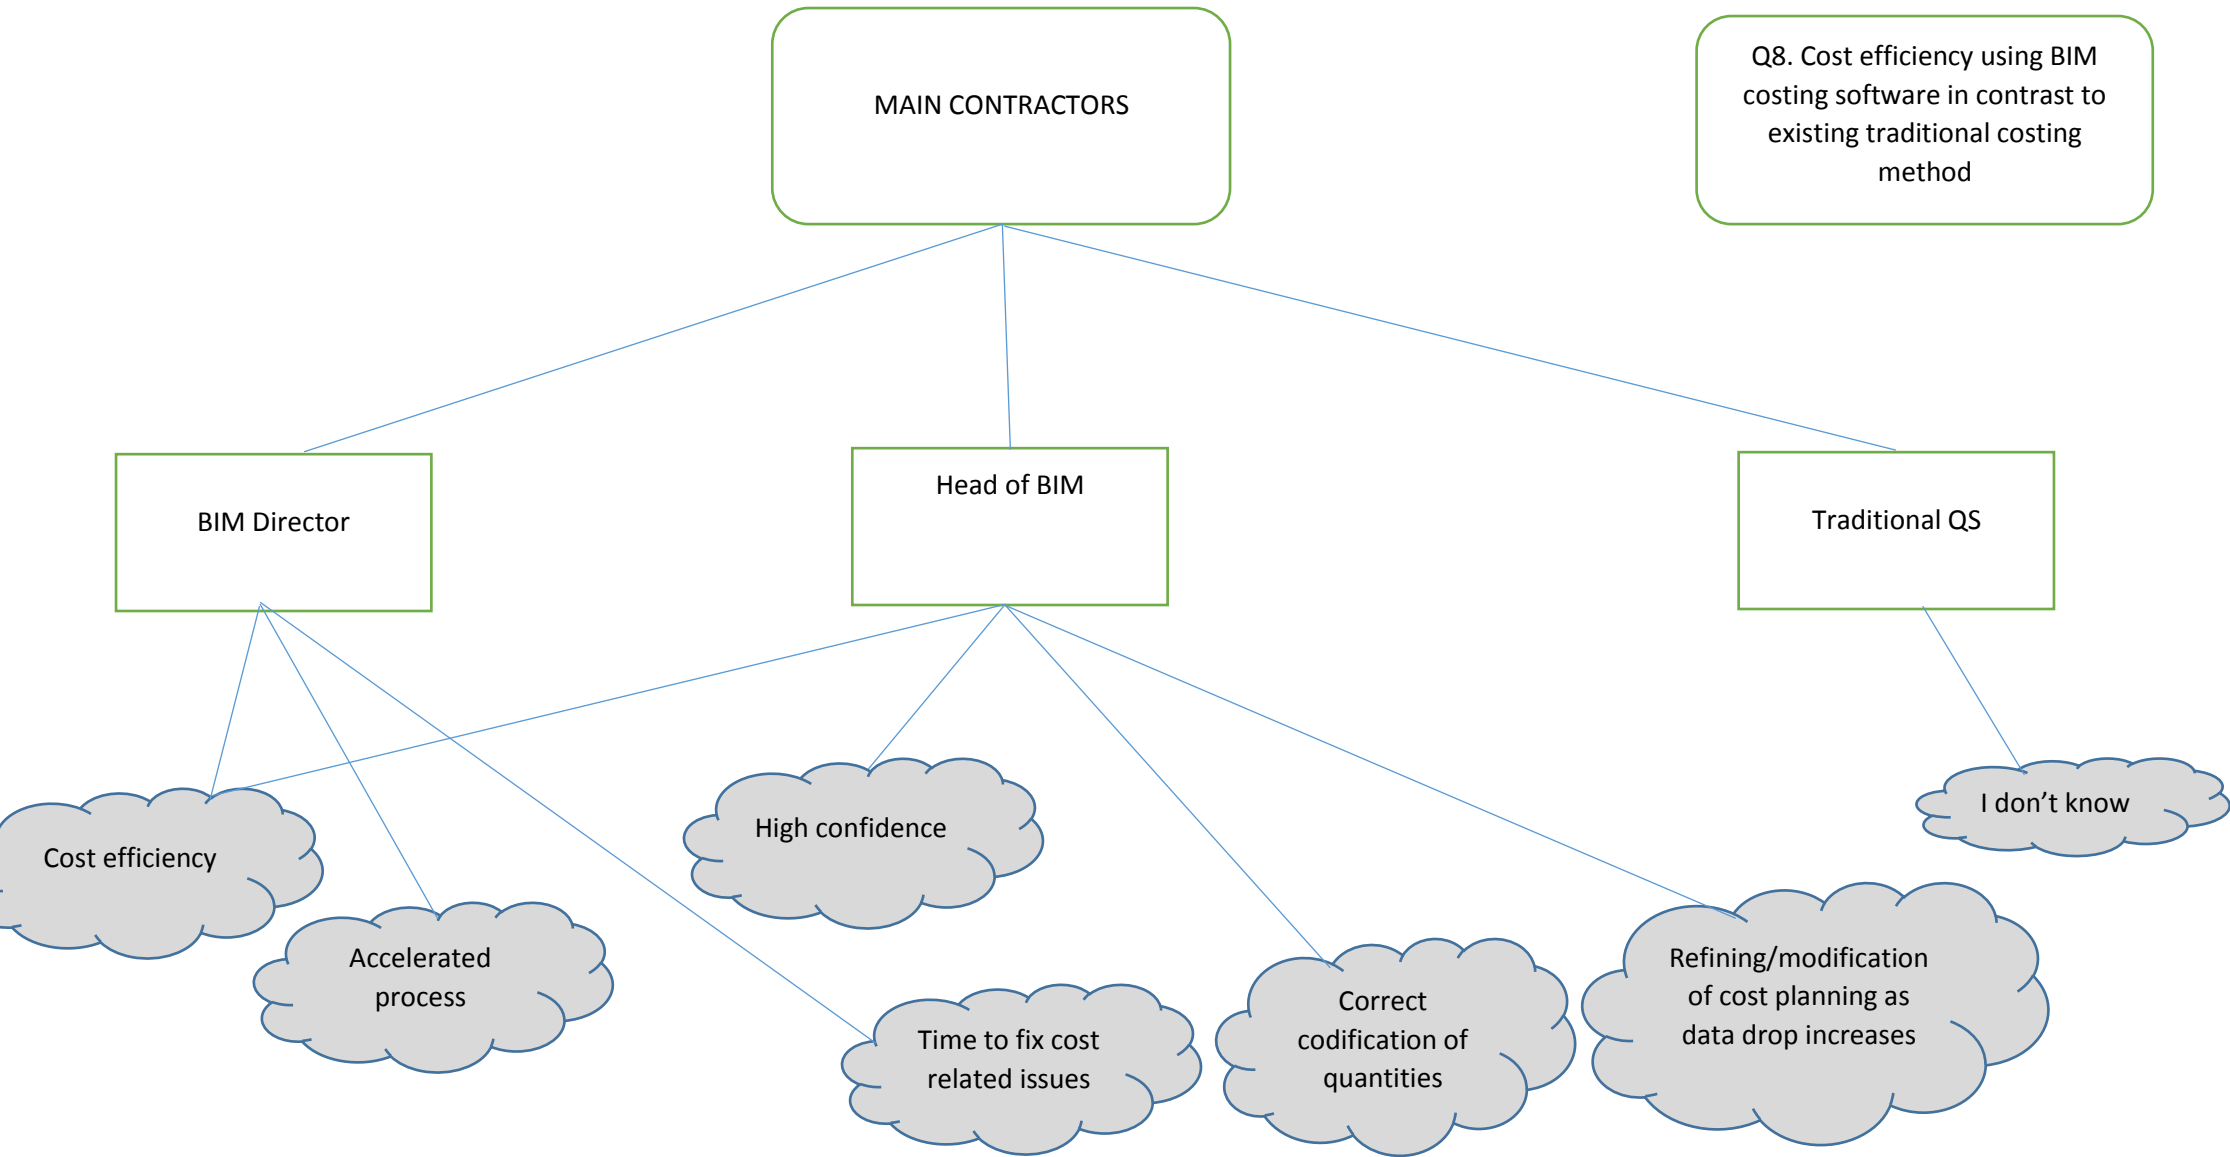 MAIN CONTRACTORS
Q8. Cost efficiency using BIM
costing software in contrast to
existing traditional costing
method
BIM Director
Head of BIM
Traditional QS
Cost efficiency
Accelerated
process
High confidence
Time to fix cost
related issues
Correct
codification of
quantities
Refining/modification
of cost planning as
data drop increases
I don’t know